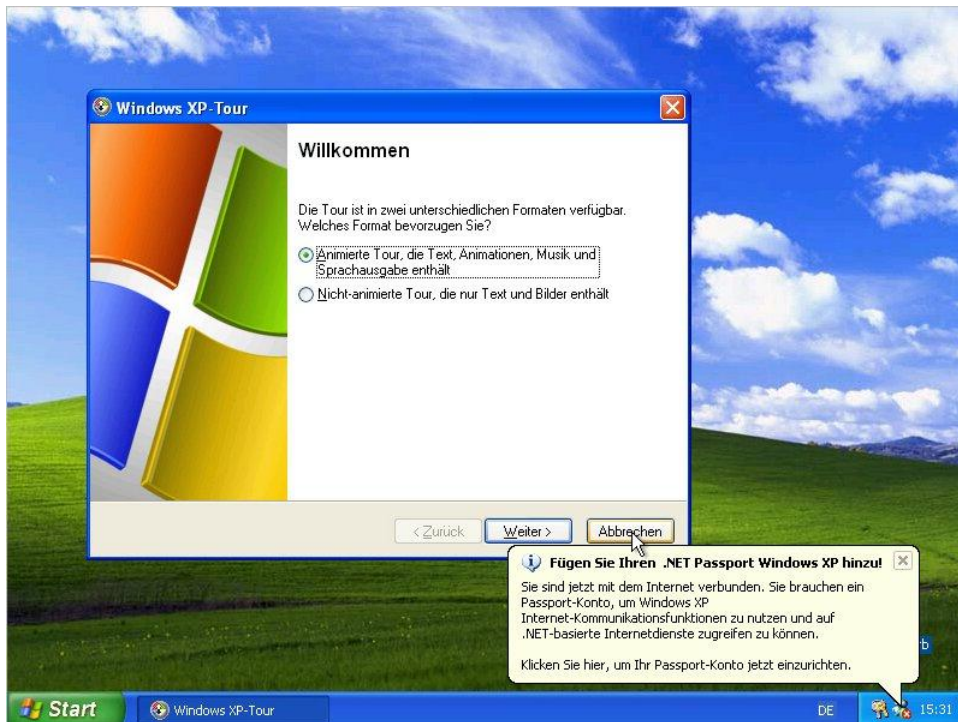 Windows XP-Tour
Willkommen
Die Tour ist in zwei unterschiedlichen Formaten verfügbar.
Welches Format bevorzugen Sie?
Animierte Tour, die Text, Animationen, Musik und
Sprachausgabe enthält
Nicht-animierte Tour, die nur Text und Bilder enthält
< Zurück
Weiter >
Abbrechen
Fügen Sie Ihren .NET Passport Windows XP hinzu!
Sie sind jetzt mit dem Internet verbunden. Sie brauchen ein
Passport-Konto, um Windows XP
Internet-Kommunikationsfunktionen zu nutzen und auf
.NET-basierte Internetdienste zugreifen zu können.
Klicken Sie hier, um Ihr Passport-Konto jetzt einzurichten.
Start
Windows XP-Tour
DE
15:31